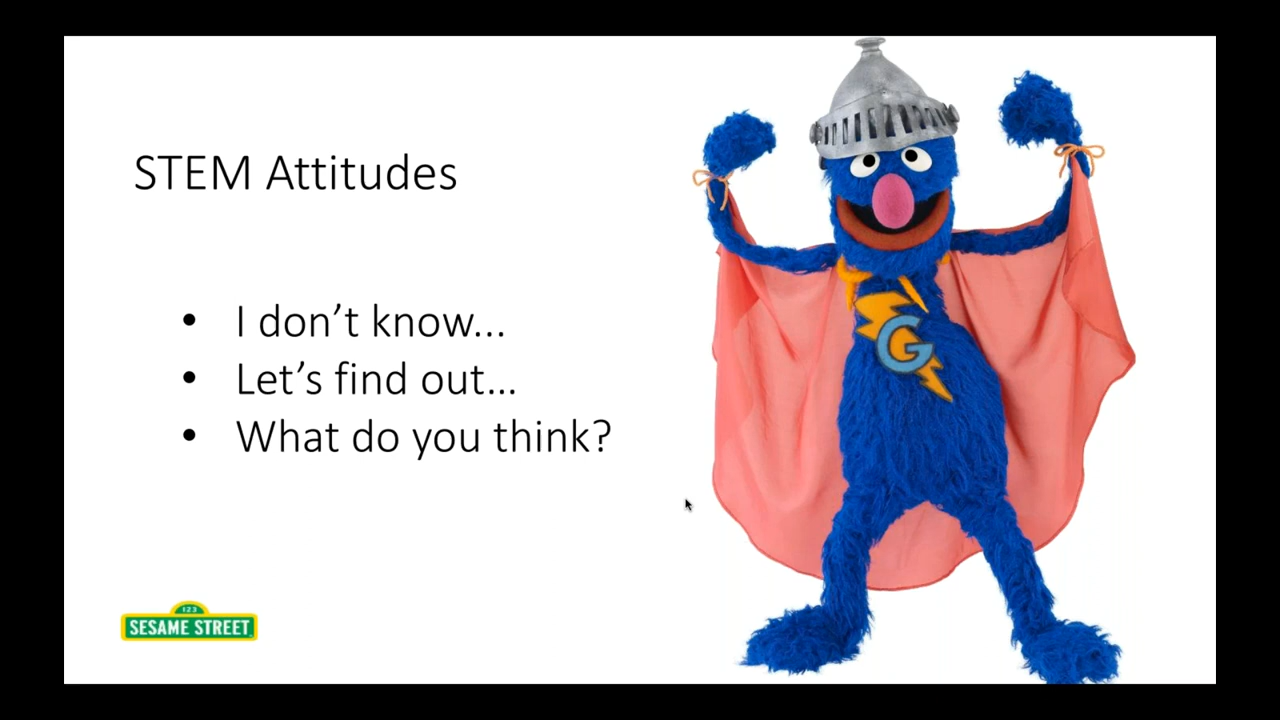 STEM Attitudes
• I don’t know...
• Let’s find out...
• What do you think?
G
123
SESAME STREET